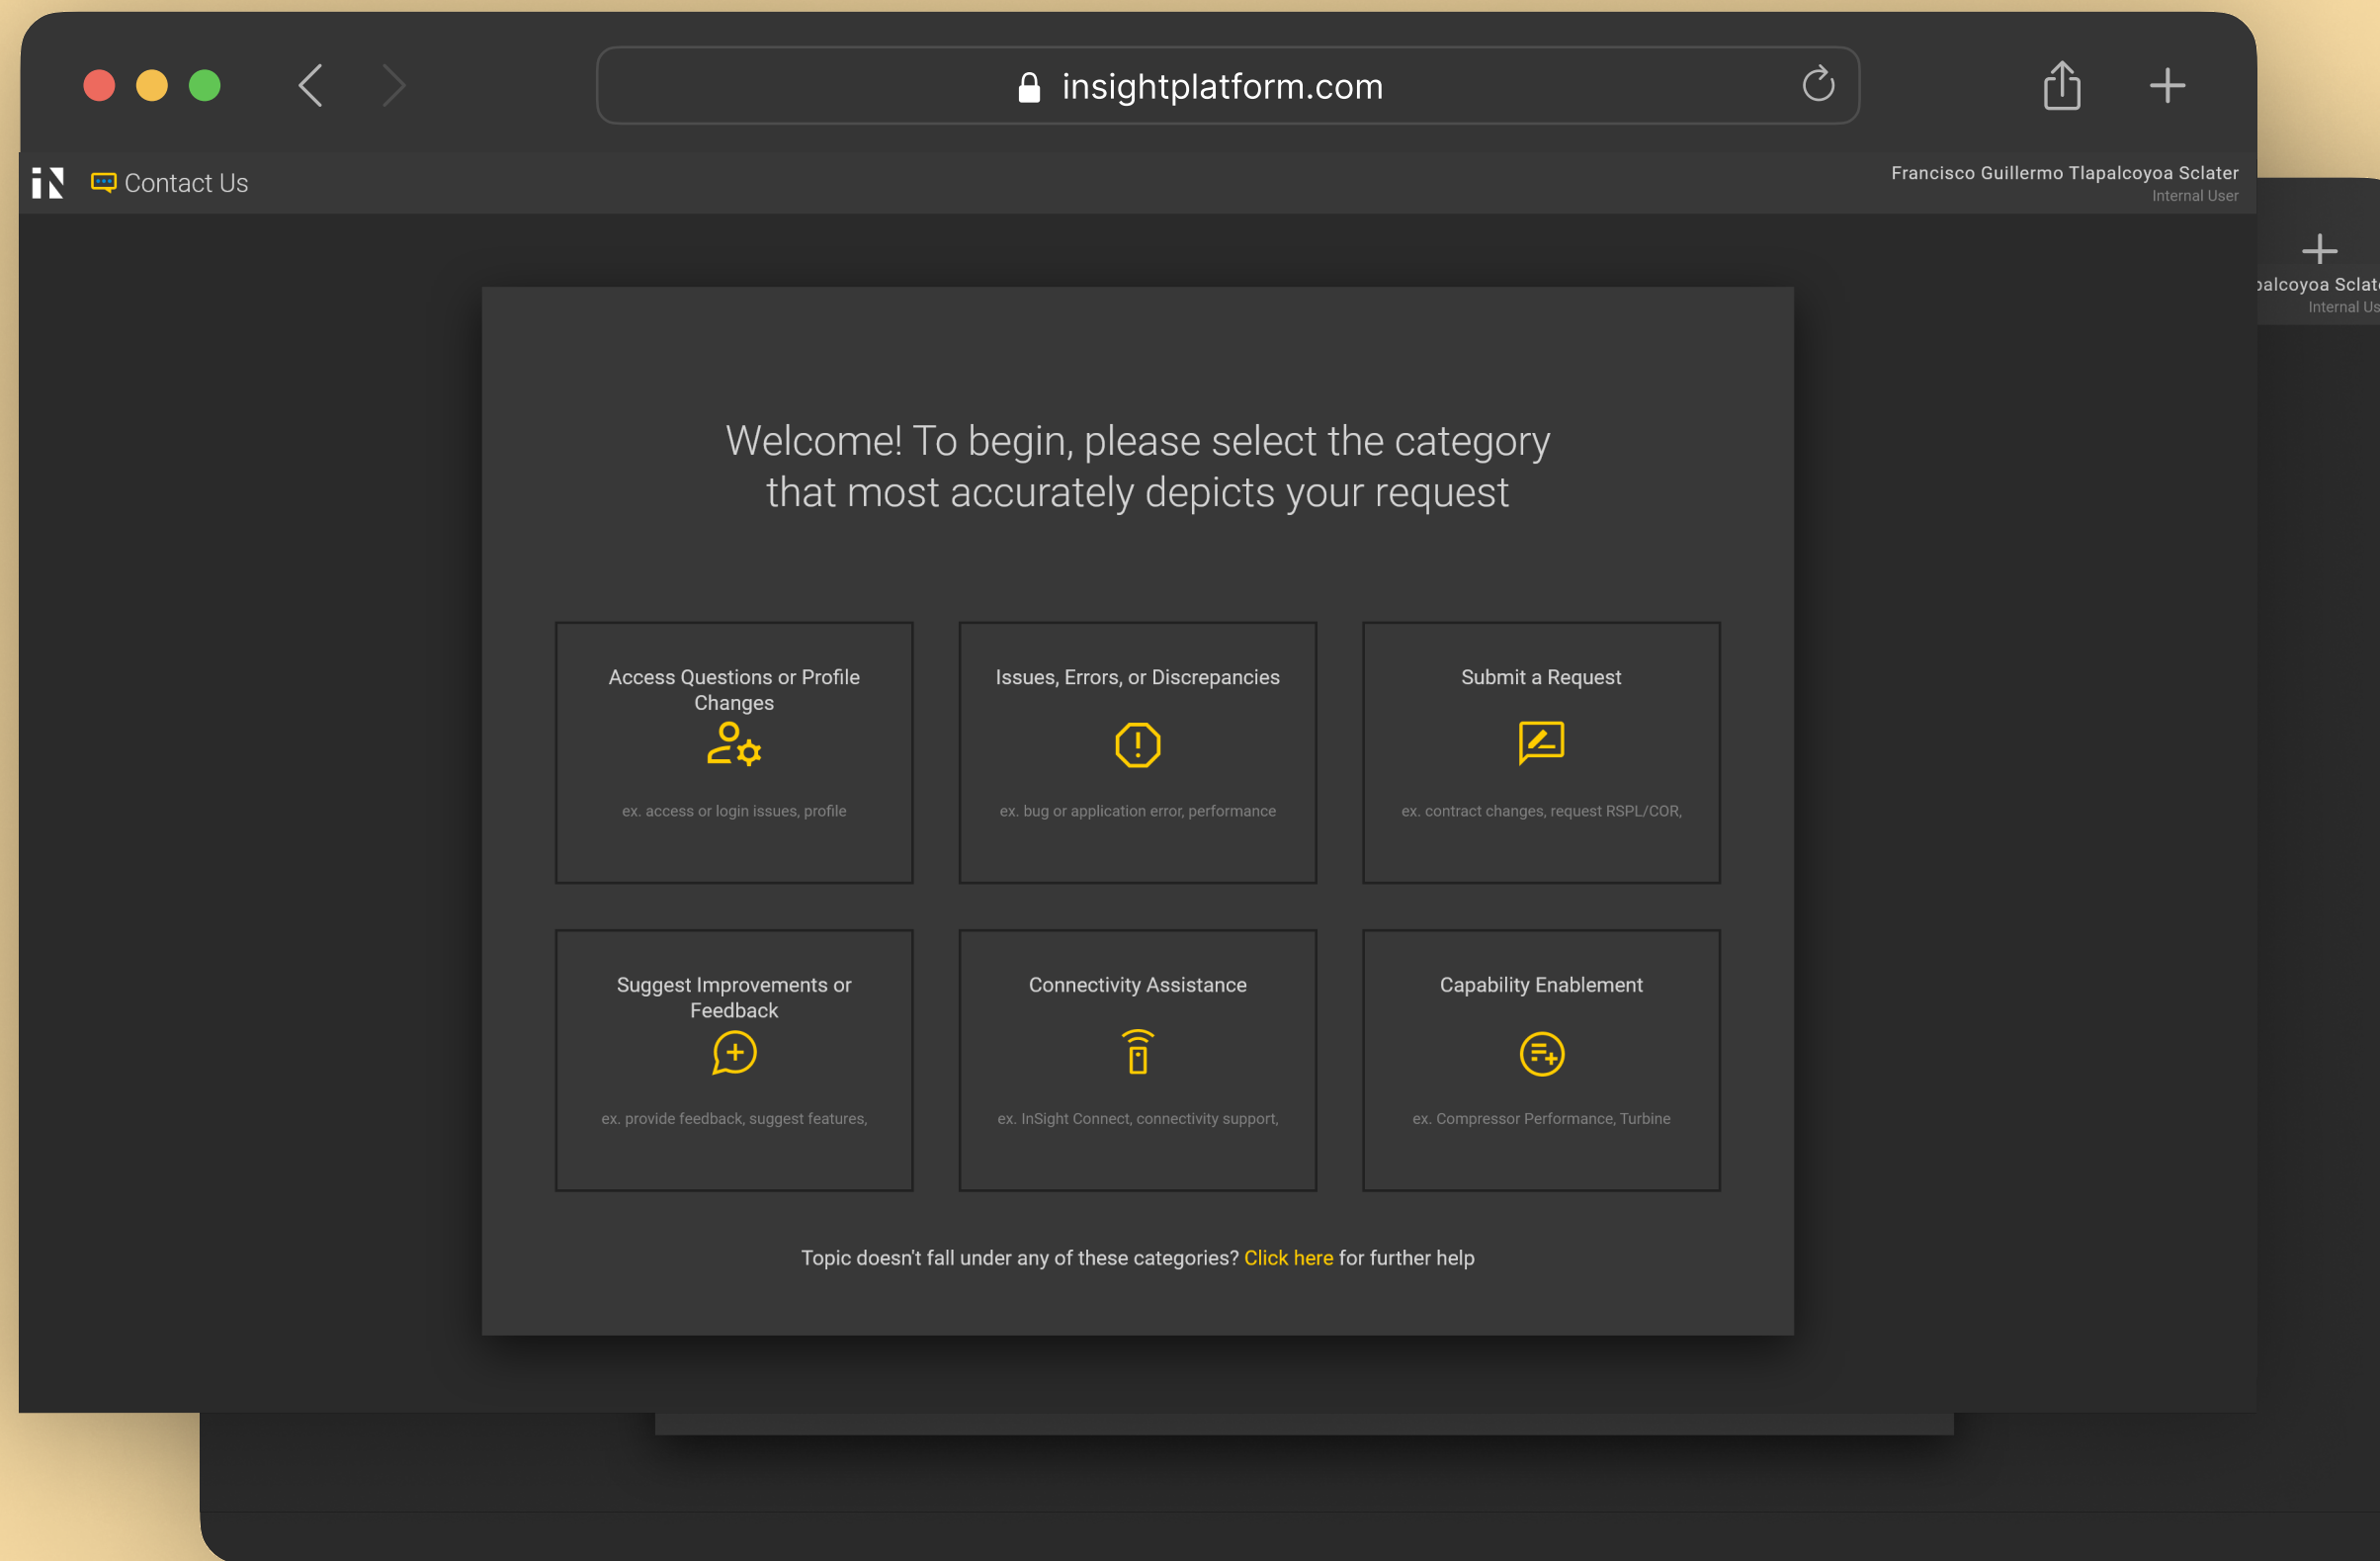 insightplatform.com
iN
Contact Us
Francisco Guillermo Tlapalcoyoa Sclater
Internal User
palcoyoa Sclat
Internal Us
Welcome! To begin, please select the category
that most accurately depicts your request
Access Questions or Profile
Changes
ex. access or login issues, profile
Issues, Errors, or Discrepancies
ex. bug or application error, performance
Submit a Request
ex. contract changes, request RSPL/COR,
Suggest Improvements or
Feedback
ex. provide feedback, suggest features,
Connectivity Assistance
ex. InSight Connect, connectivity support,
Capability Enablement
ex. Compressor Performance, Turbine
Topic doesn't fall under any of these categories? Click here for further help